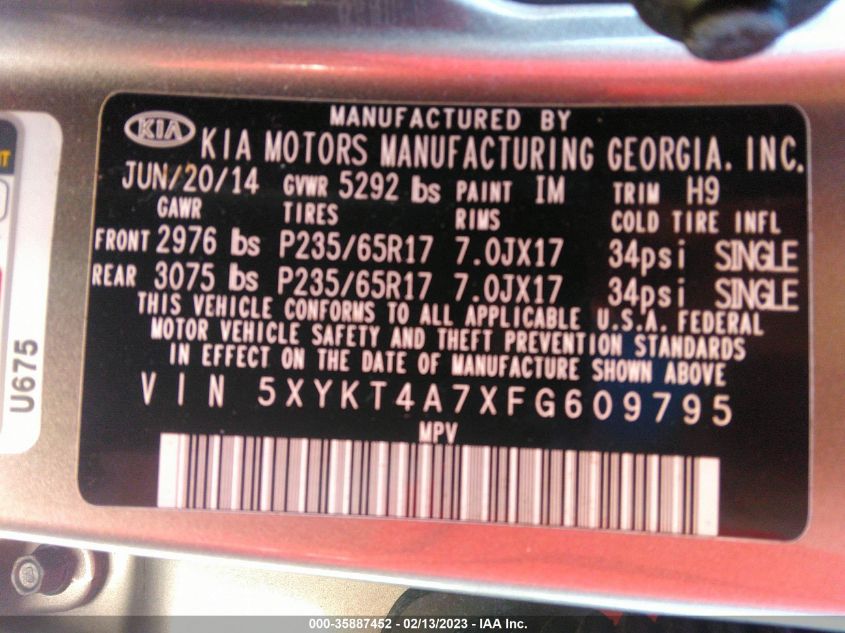 MANUFACTURED BY
KIA KIA MOTORS MANUFACTURING GEORGIA. INC.
JUN/20/14 GVWR 5292 lbs PAINT IM TRIM H9
GAWR TIRES RIMS COLD TIRE INFL
FRONT 2976 lbs P235/65R17 7.0JX17 34psi SINGLE
REAR 3075 lbs P235/65R17 7.0JX17 34psi SINGLE
THIS VEHICLE CONFORMS TO ALL APPLICABLE U.S.A. FEDERAL
MOTOR VEHICLE SAFETY AND THEFT PREVENTION STANDARDS
IN EFFECT ON THE DATE OF MANUFACTURE SHOWN ABOVE
VIN 5XYKT4A7XFG609795
MPV
U675
000-35887452 - 02/13/2023 - IAA Inc.